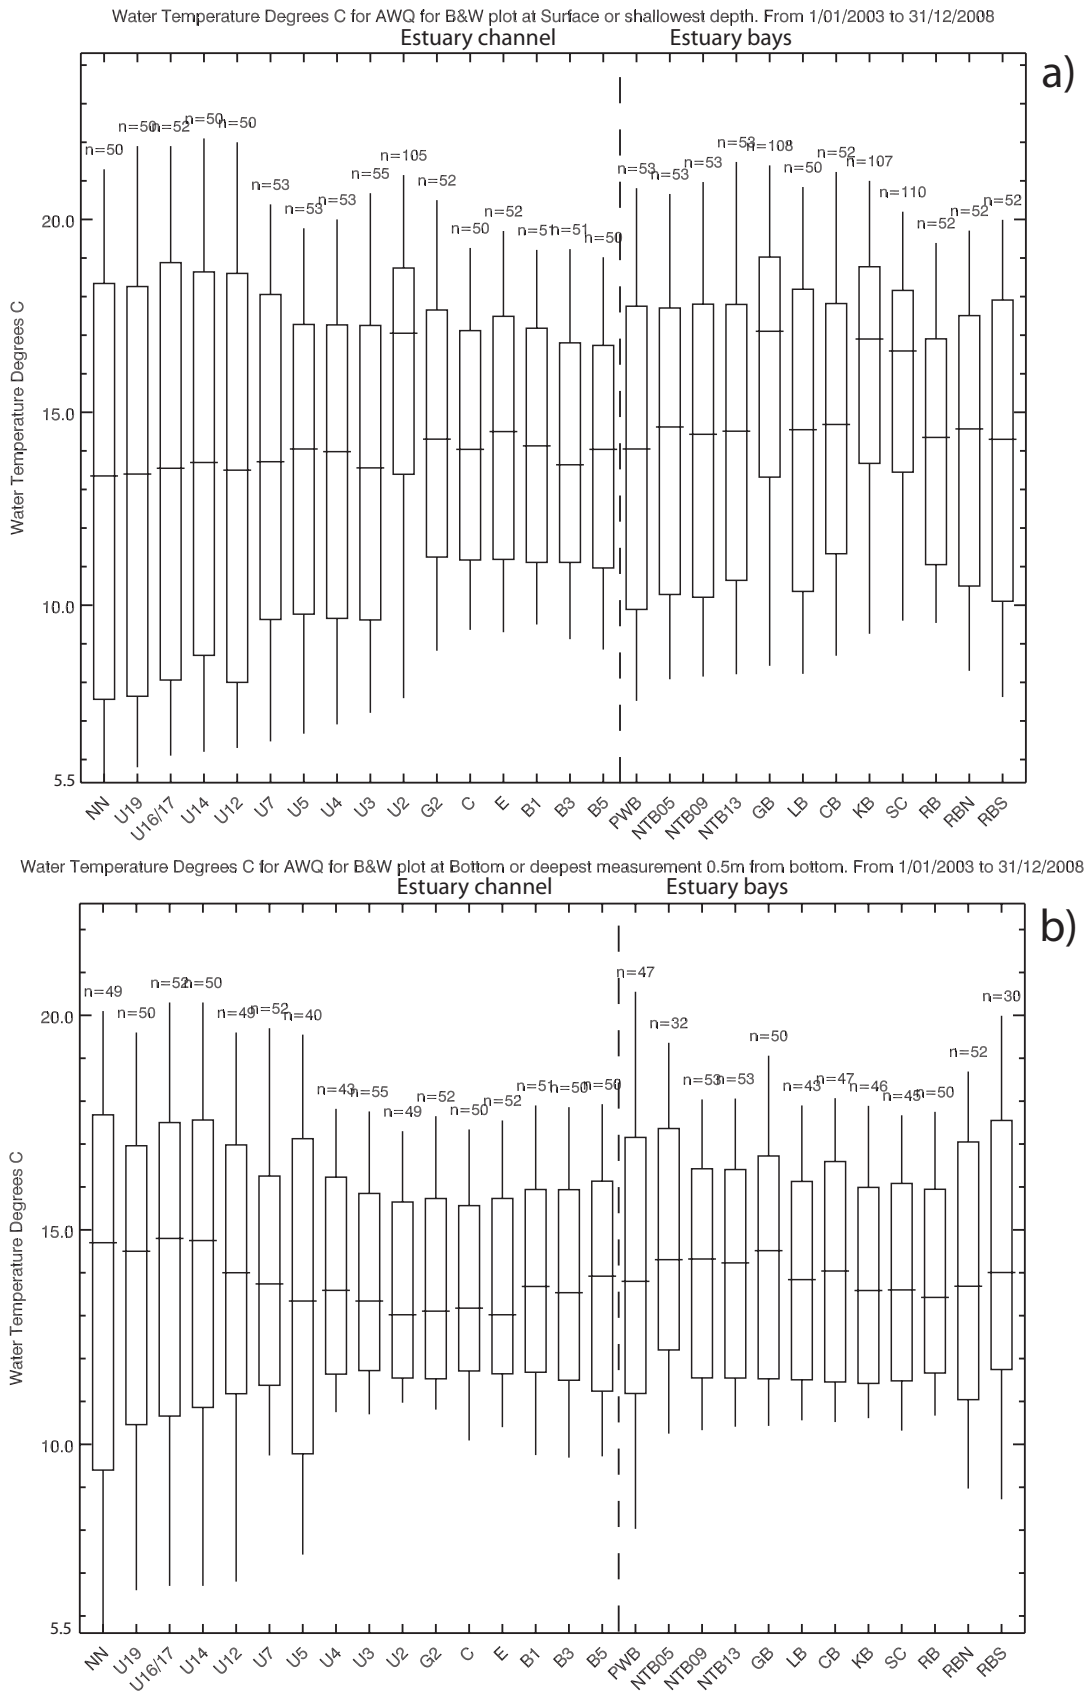 Water Temperature Degrees C for AWQ for B&W plot at Surface or shallowest depth. From 1/01/2003 to 31/12/2008
Estuary channel Estuary bays
a)
n=50 n=50 n=52 n=50 n=50 n=53 n=53 n=53 n=55 n=105 n=52 n=50 n=52 n=51 n=51 n=50 n=53 n=53 n=53 n=53 n=108 n=50 n=52 n=107 n=110 n=52 n=52 n=52
20.0
15.0
10.0
5.5
Water Temperature Degrees C
NN U19 U16/17 U14 U12 U7 U5 U4 U3 U2 G2 C E B1 B3 B5 PWB NTB05 NTB09 NTB13 GB LB CB KB SC RB RBN RBS
Water Temperature Degrees C for AWQ for B&W plot at Bottom or deepest measurement 0.5m from bottom. From 1/01/2003 to 31/12/2008
Estuary channel Estuary bays
b)
n=49 n=50 n=52 n=50 n=49 n=52 n=40 n=43 n=55 n=49 n=52 n=50 n=52 n=51 n=50 n=50 n=47 n=32 n=53 n=53 n=50 n=43 n=47 n=46 n=45 n=50 n=52 n=30
20.0
15.0
10.0
5.5
Water Temperature Degrees C
NN U19 U16/17 U14 U12 U7 U5 U4 U3 U2 G2 C E B1 B3 B5 PWB NTB05 NTB09 NTB13 GB LB CB KB SC RB RBN RBS